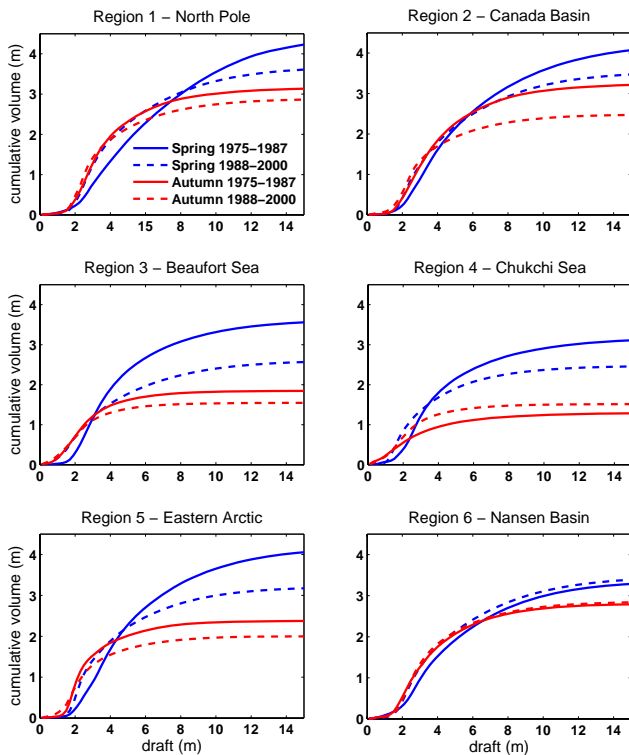 Region 1 – North Pole
cumulative volume (m)
4
3
2
1
0
Spring 1975–1987
Spring 1988–2000
Autumn 1975–1987
Autumn 1988–2000
0 2 4 15 15 8 10 12 14
Region 2 – Canada Basin
4
3
2
1
0
0 2 4 6 8 10 12 14
Region 3 – Beaufort Sea
cumulative volume (m)
4
3
2
1
0
0 2 4 6 8 10 12 14
Region 4 – Chukchi Sea
4
3
2
1
0
0 2 4 6 8 10 12 14
Region 5 – Eastern Arctic
cumulative volume (m)
4
3
2
1
0
0 2 4 6 8 10 12 14
draft (m)
Region 6 – Nansen Basin
4
3
2
1
0
0 2 4 6 8 10 12 14
draft (m)